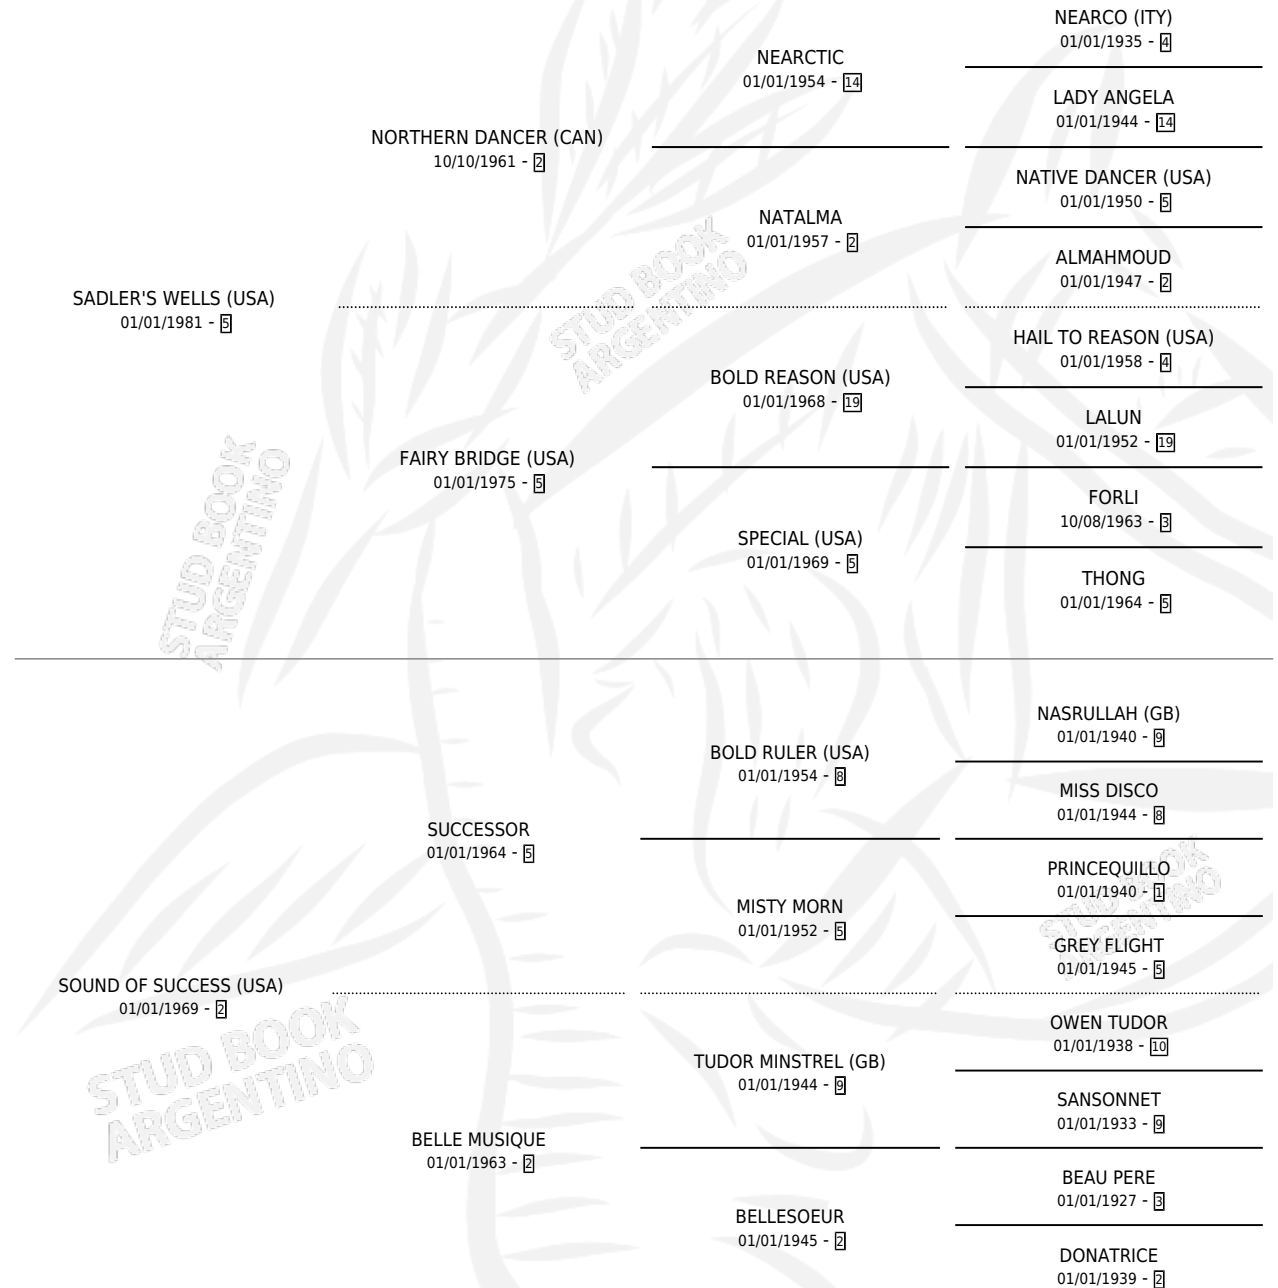 NEARCO (ITY)
01/01/1935 - 4
NEARCTIC
01/01/1954 - 14
LADY ANGELA
01/01/1944 - 14
NORTHERN DANCER (CAN)
10/10/1961 - 2
NATIVE DANCER (USA)
01/01/1950 - 5
NATALMA
01/01/1957 - 2
ALMAHMOUD
01/01/1947 - 2
SADLER'S WELLS (USA)
01/01/1981 - 5
STUD BOOK
ARGENTINO
HAIL TO REASON (USA)
01/01/1958 - 4
BOLD REASON (USA)
01/01/1968 - 19
LALUN
01/01/1952 - 19
FAIRY BRIDGE (USA)
01/01/1975 - 5
FORLI
10/08/1963 - 3
SPECIAL (USA)
01/01/1969 - 5
THONG
01/01/1964 - 5
STUD BOOK
ARGENTINO
NASRULLAH (GB)
01/01/1940 - 9
BOLD RULER (USA)
01/01/1954 - 8
MISS DISCO
01/01/1944 - 8
SUCCESSOR
01/01/1964 - 5
PRINCEQUILLO
01/01/1940 - 1
MISTY MORN
01/01/1952 - 5
GREY FLIGHT
01/01/1945 - 5
STUD BOOK
ARGENTINO
SOUND OF SUCCESS (USA)
01/01/1969 - 2
OWEN TUDOR
01/01/1938 - 10
TUDOR MINSTREL (GB)
01/01/1944 - 9
SANSONNET
01/01/1933 - 9
STUD BOOK
ARGENTINO
BELLE MUSIQUE
01/01/1963 - 2
BEAU PERE
01/01/1927 - 3
BELLESOEUR
01/01/1945 - 2
DONATRICE
01/01/1939 - 2